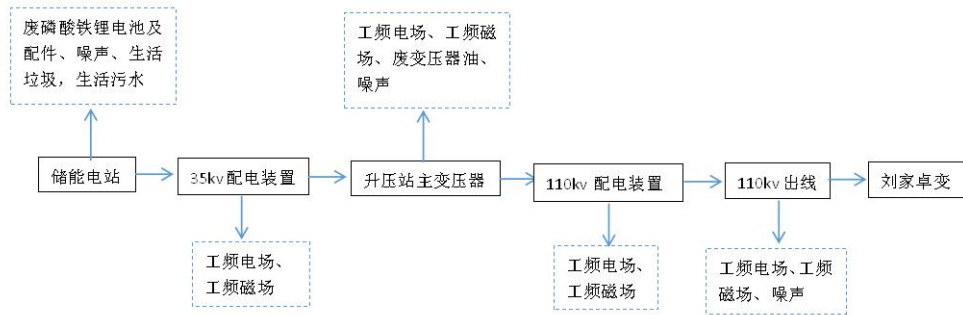 废磷酸铁锂电池及
配件、噪声、生活
垃圾，生活污水
工频电场、工频磁
场、废变压器油、
噪声
储能电站
35kv 配电装置
升压站主变压器
110kv 配电装置
110kv 出线
刘家卓变
工频电场、
工频磁场
工频电场、
工频磁场
工频电场、工频
磁场、噪声